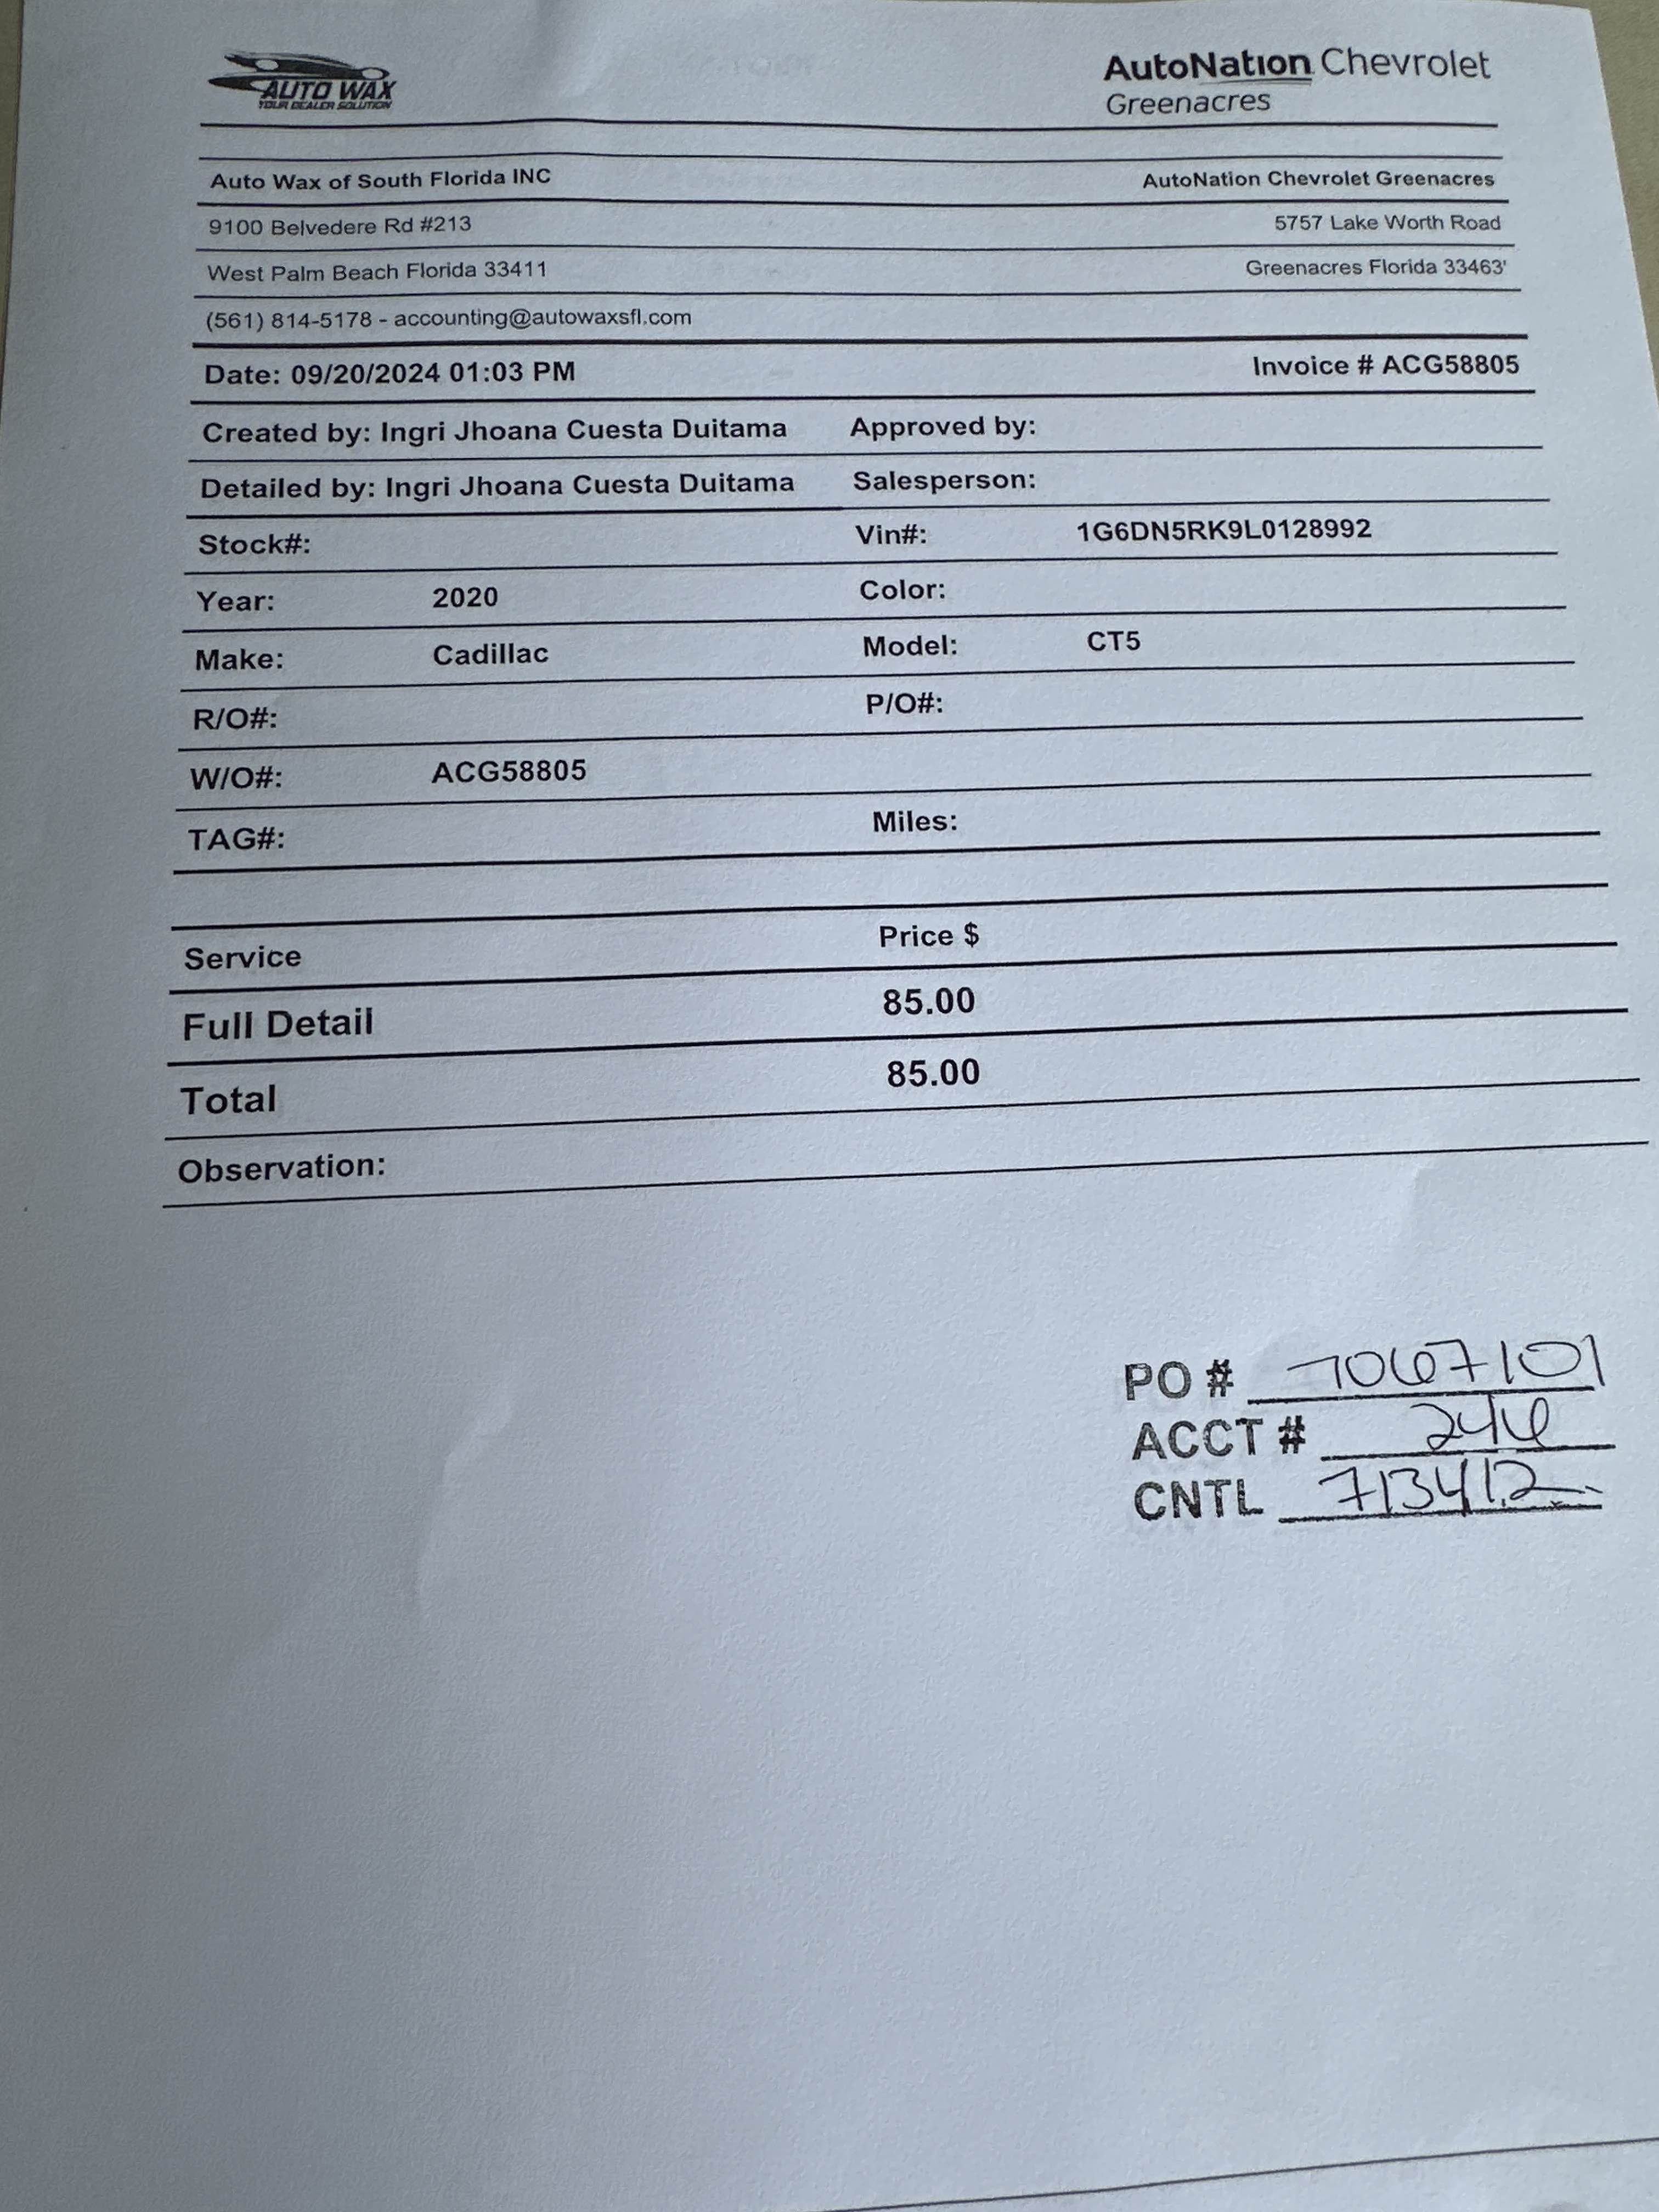 AUTO WAX
YOUR DEALER SOLUTION
AutoNation Chevrolet
Greenacres
Auto Wax of South Florida INC AutoNation Chevrolet Greenacres
9100 Belvedere Rd #213 5757 Lake Worth Road
West Palm Beach Florida 33411 Greenacres Florida 33463'
(561) 814-5178 - accounting@autowaxsfl.com
Date: 09/20/2024 01:03 PM Invoice # ACG58805
Created by: Ingri Jhoana Cuesta Duitama Approved by:
Detailed by: Ingri Jhoana Cuesta Duitama Salesperson:
Stock#: Vin#: 1G6DN5RK9L0128992
Year: 2020 Color:
Make: Cadillac Model: CT5
R/O#: P/O#:
W/O#: ACG58805
TAG#: Miles:
Service Price $
Full Detail 85.00
Total 85.00
Observation:
PO # 7067101
ACCT # 246
CNTL 713412